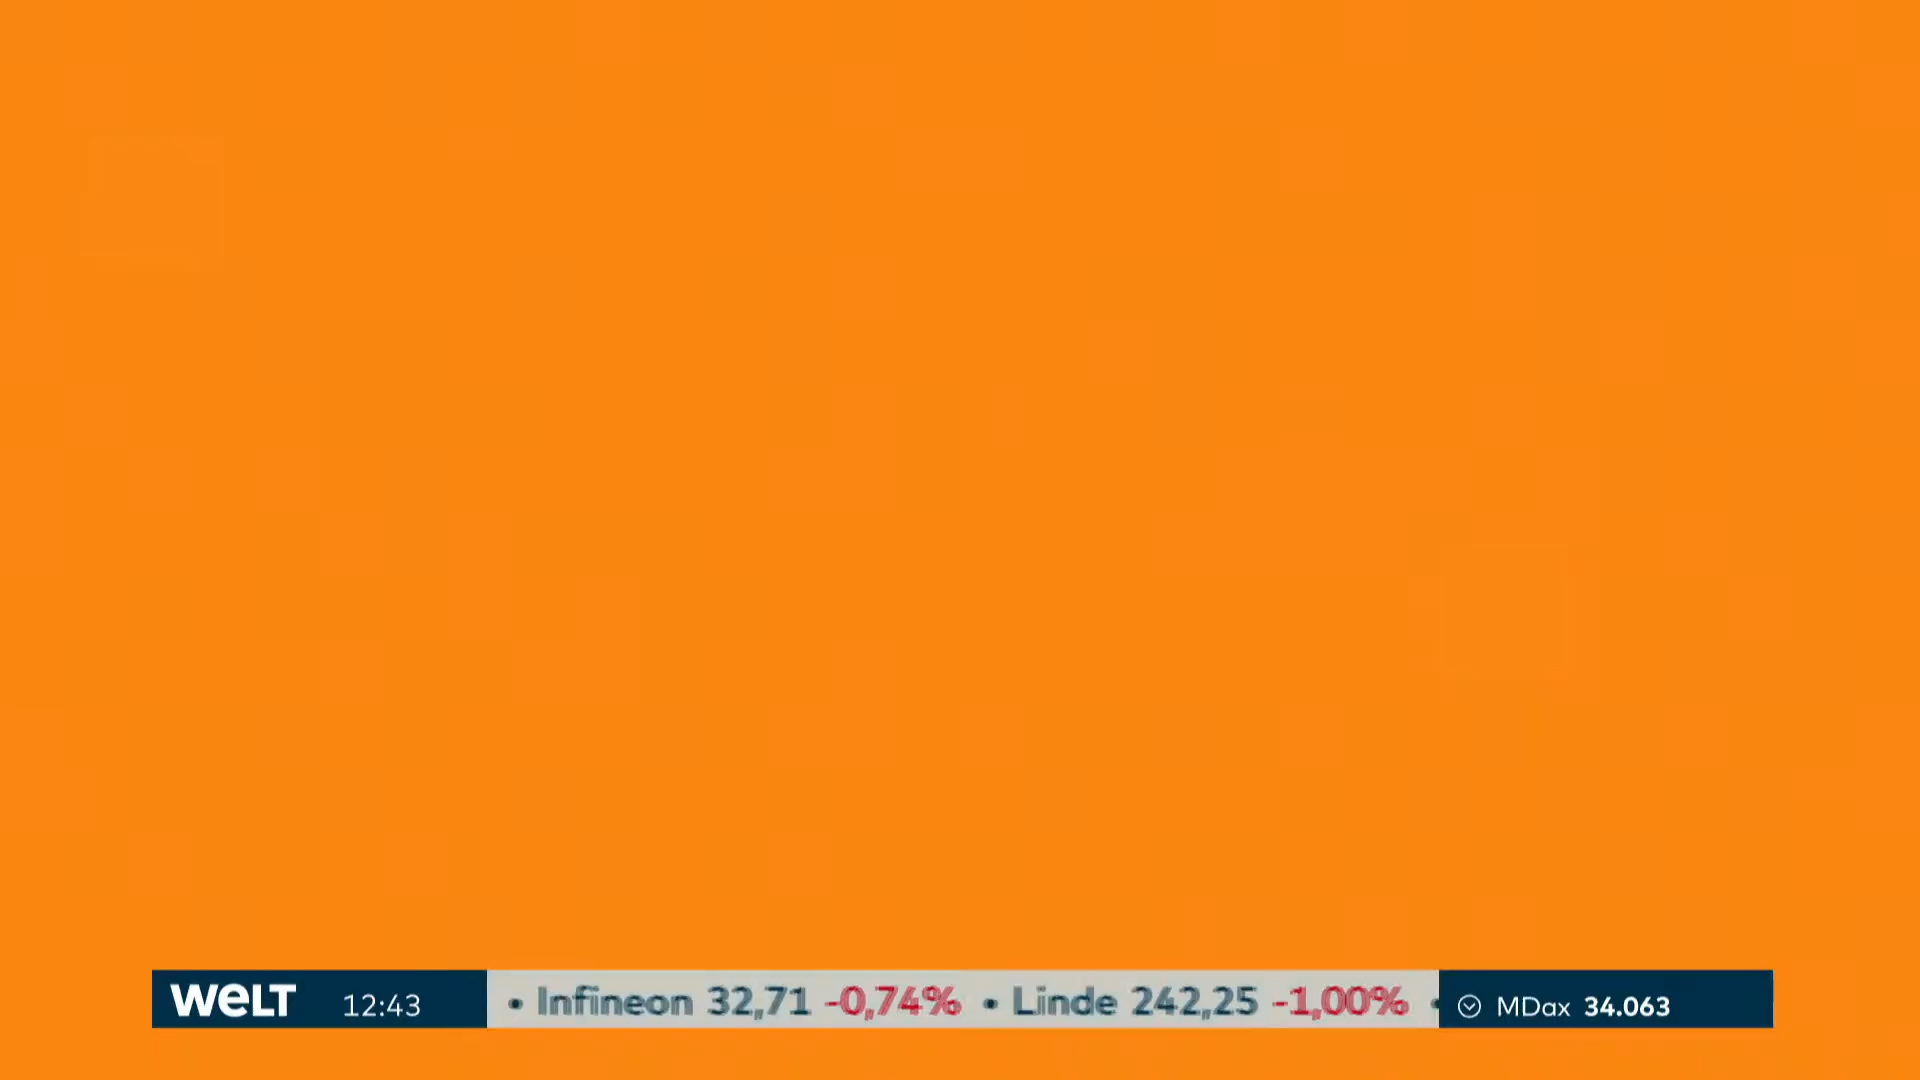 WELT 12:43 • Infineon 32,71 -0,74% • Linde 242,25 -1,00% • MDax 34.063